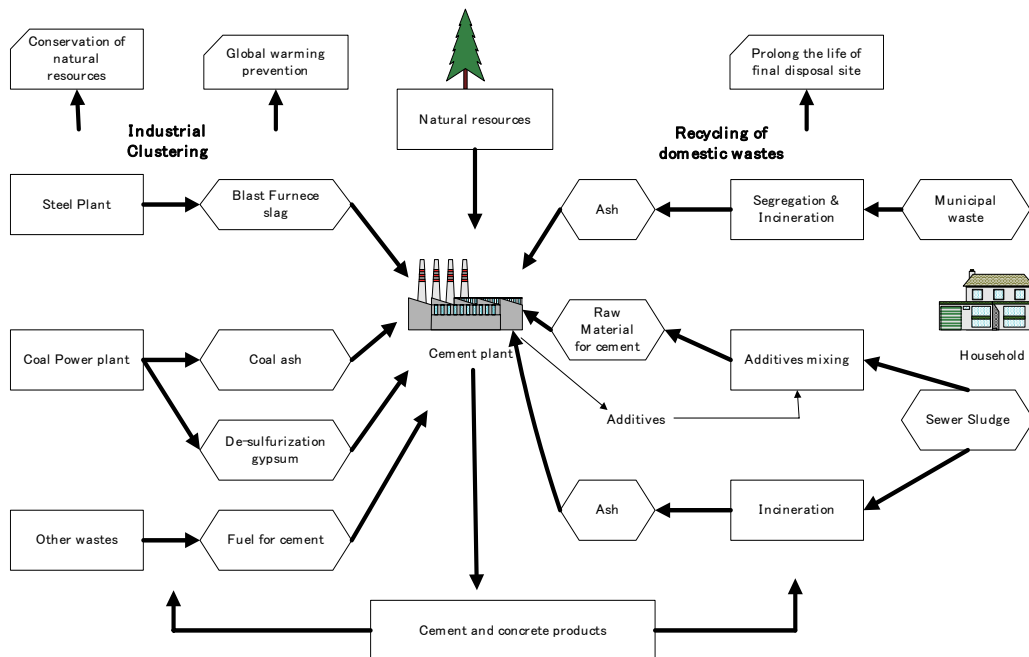 Conservation of
natural
resources
Global warming
prevention
Natural resources
Prolong the life of
final disposal site
Industrial
Clustering
Recycling of
domestic wastes
Steel Plant
Blast Furnece
slag
Ash
Segregation &
Incineration
Municipal
waste
Raw
Material
for cement
Coal Power plant
Coal ash
Cement plant
Additives mixing
Household
Additives
Sewer Sludge
De-sulfurization
gypsum
Other wastes
Fuel for cement
Ash
Incineration
Cement and concrete products